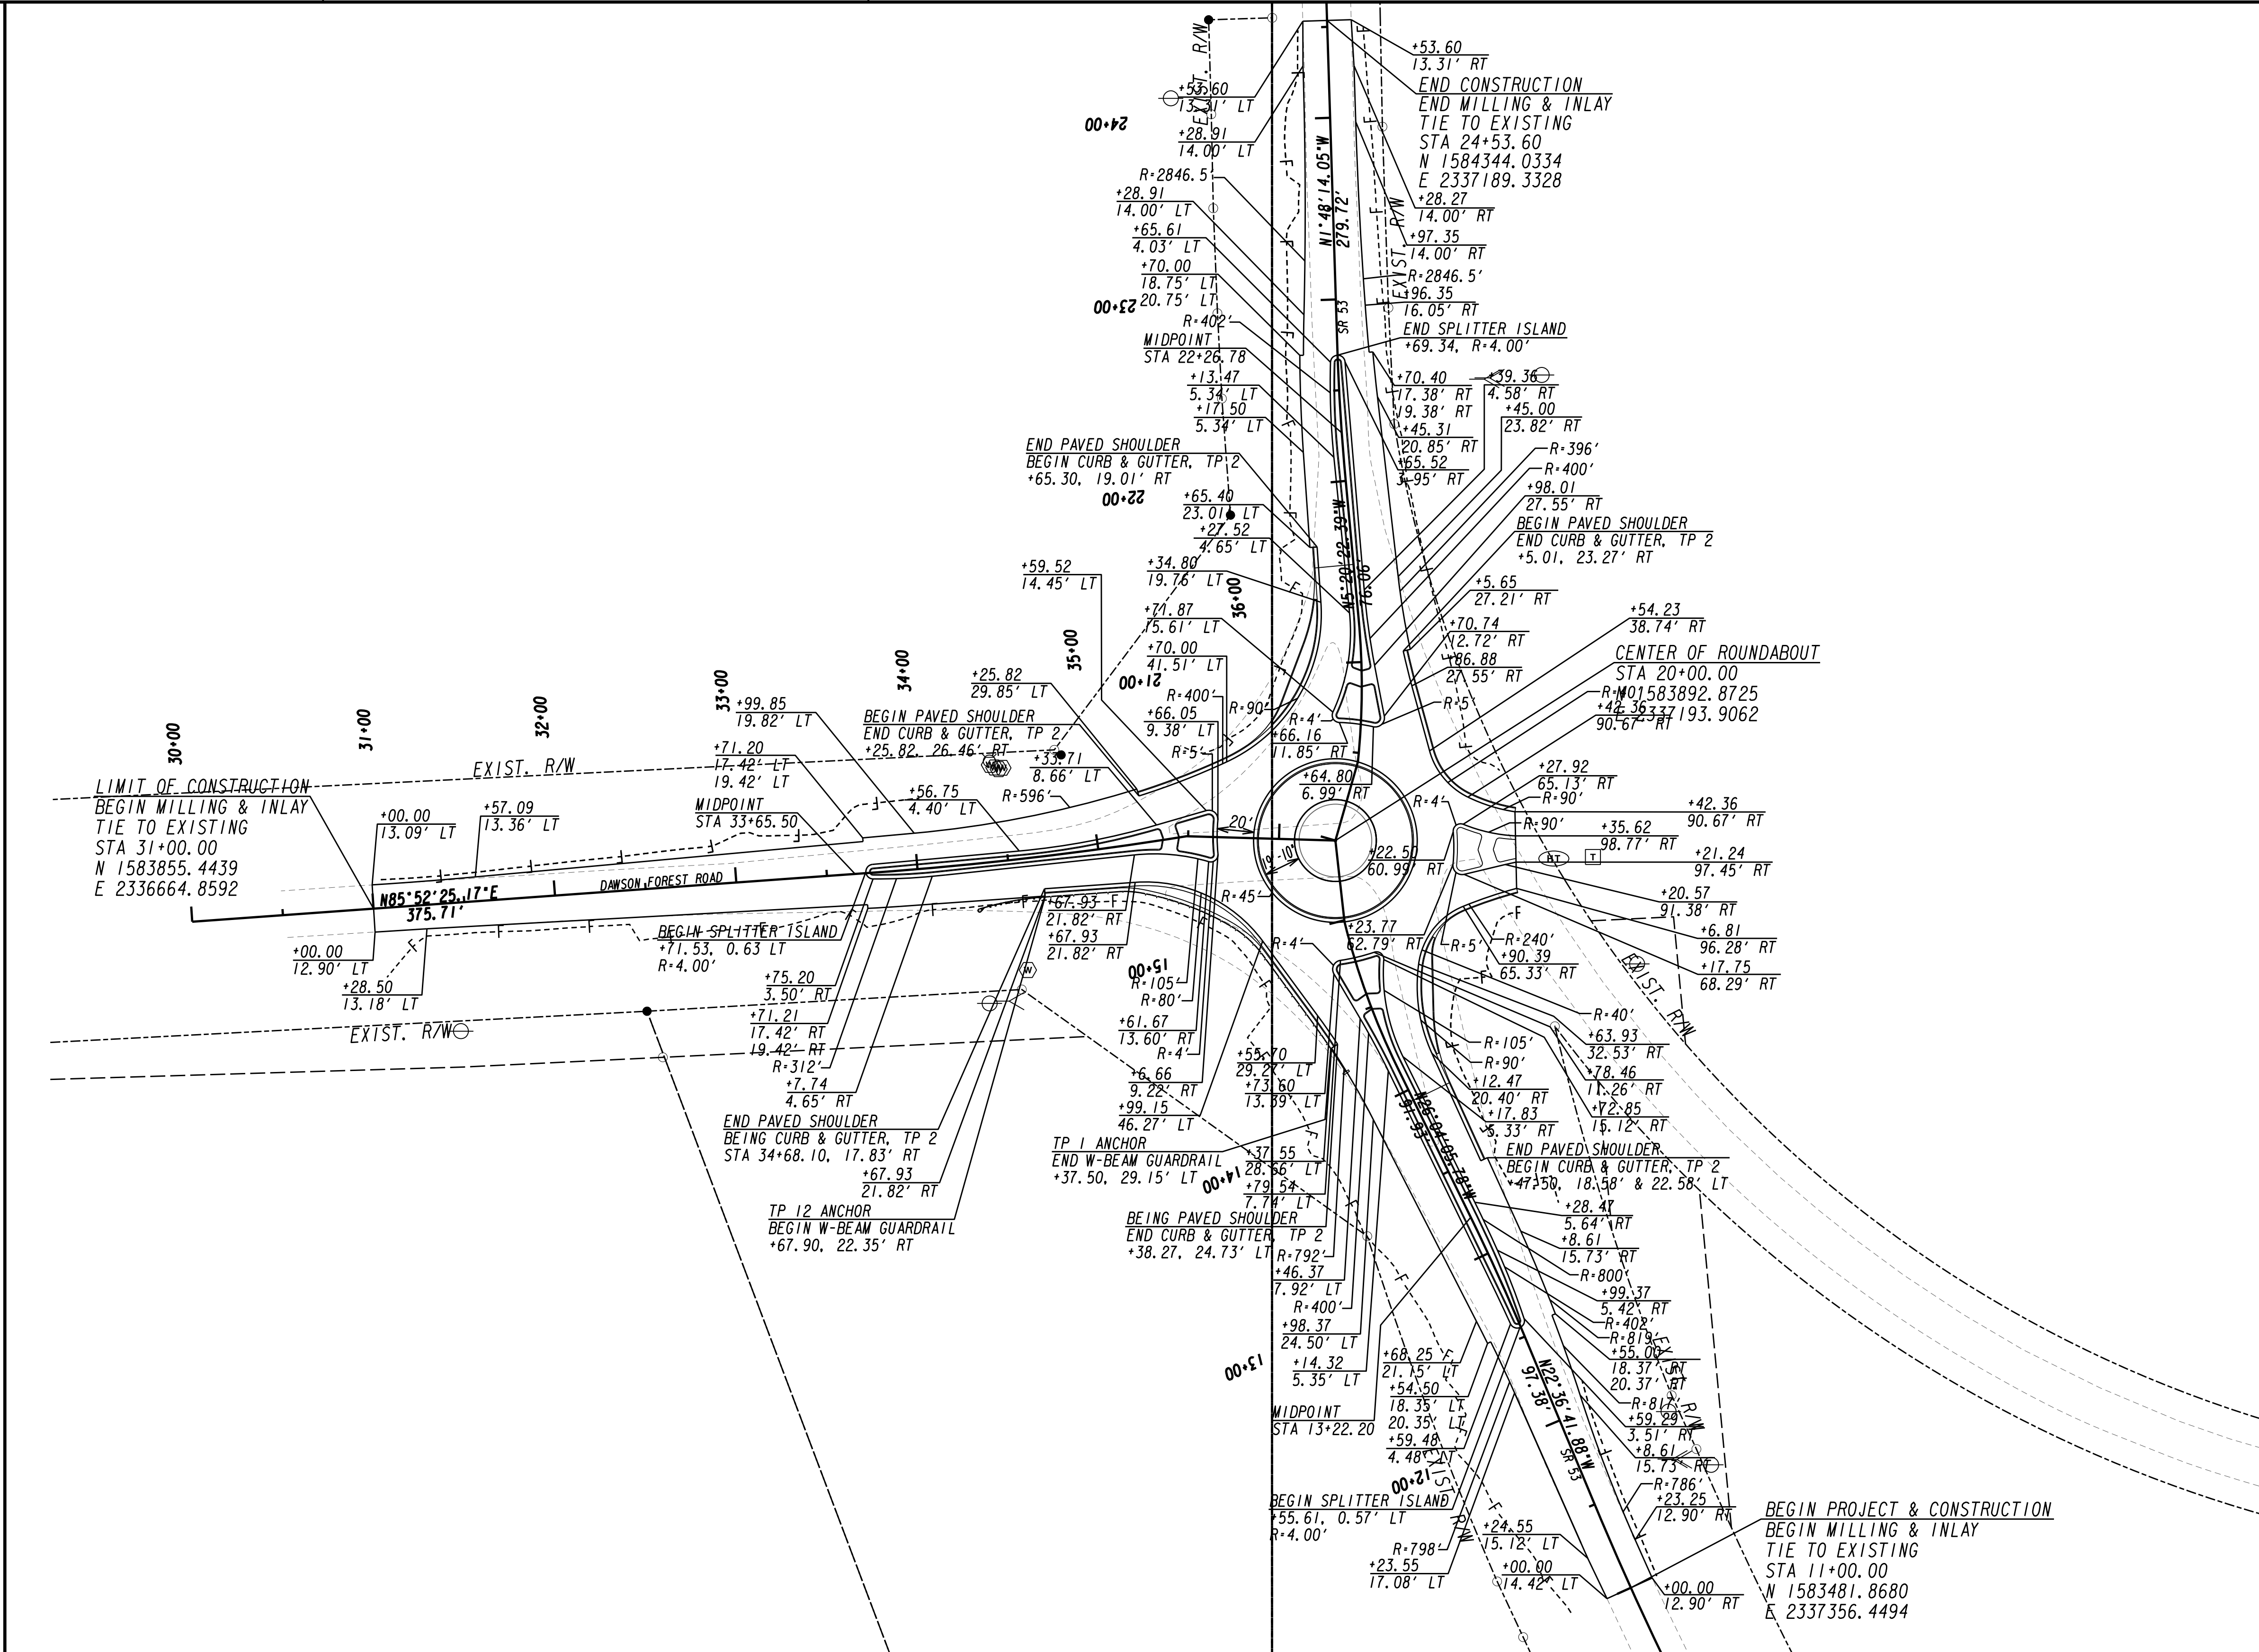 EXIST. R/W
+53.60
13.31' RT
END CONSTRUCTION
END MILLING & INLAY
TIE TO EXISTING
STA 24+53.60
N 1584344.0334
E 2337189.3328
+53.60
13.31' LT
24+00
+28.91
14.00' LT
N1°48'14.05"W
279.72'
R=2846.5'
+28.91
14.00' LT
+65.61
4.03' LT
+70.00
18.75' LT
20.75' LT
23+00
R=402'
MIDPOINT
STA 22+26.78
+13.47
5.34' LT
+17.50
5.34' LT
EXIST. R/W
+28.27
14.00' RT
+97.35
14.00' RT
R=2846.5'
+96.35
16.05' RT
SR 53
END SPLITTER ISLAND
+69.34, R=4.00'
+70.40
17.38' RT
19.38' RT
+39.36
4.58' RT
+45.00
23.82' RT
+45.31
20.85' RT
+65.52
3.95' RT
R=396'
R=400'
+98.01
27.55' RT
BEGIN PAVED SHOULDER
END CURB & GUTTER, TP 2
+5.01, 23.27' RT
END PAVED SHOULDER
BEGIN CURB & GUTTER, TP 2
+65.30, 19.01' RT
22+00
+65.40
23.01' LT
+27.52
4.65' LT
N5°20'22.39"W
76.06'
+59.52
14.45' LT
+34.80
19.76' LT
36+00
+71.87
15.61' LT
+70.00
41.51' LT
21+00
R=400'
R=90'
+66.05
9.38' LT
R=4'
R=5'
+66.16
11.85' RT
+64.80
6.99' RT
+5.65
27.21' RT
+70.74
12.72' RT
+86.88
27.55' RT
R=5'
+54.23
38.74' RT
CENTER OF ROUNDABOUT
STA 20+00.00
N 1583892.8725
E 2337193.9062
+42.36
90.67' RT
+27.92
65.13' RT
R=4'
R=90'
+42.36
90.67' RT
R=90'
+35.62
98.77' RT
HT
T
+21.24
97.45' RT
+20.57
91.38' RT
+6.81
96.28' RT
+17.75
68.29' RT
+22.50
60.99' RT
+23.77
62.79' RT
R=5'
R=240'
+90.39
65.33' RT
EXIST. R/W
30+00
31+00
32+00
33+00
34+00
35+00
LIMIT OF CONSTRUCTION
BEGIN MILLING & INLAY
TIE TO EXISTING
STA 31+00.00
N 1583855.4439
E 2336664.8592
EXIST. R/W
+00.00
13.09' LT
+57.09
13.36' LT
+99.85
19.82' LT
+71.20
17.42' LT
19.42' LT
MIDPOINT
STA 33+65.50
BEGIN PAVED SHOULDER
END CURB & GUTTER, TP 2
+25.82, 26.46' RT
+25.82
29.85' LT
+33.71
8.66' LT
+56.75
4.40' LT
R=596'
20'
19'-10"
N85°52'25.17"E
375.71'
DAWSON FOREST ROAD
+00.00
12.90' LT
+28.50
13.18' LT
EXIST. R/W
BEGIN SPLITTER ISLAND
+71.53, 0.63 LT
R=4.00'
+75.20
3.50' RT
+71.21
17.42' RT
19.42' RT
R=312'
+7.74
4.65' RT
END PAVED SHOULDER
BEING CURB & GUTTER, TP 2
STA 34+68.10, 17.83' RT
+67.93
21.82' RT
TP 12 ANCHOR
BEGIN W-BEAM GUARDRAIL
+67.90, 22.35' RT
W
+67.93
21.82' RT
+67.93
21.82' RT
R=45'
15+00
R=105'
R=80'
+61.67
13.60' RT
R=4'
+6.66
9.22' RT
+99.15
46.27' LT
R=4'
+55.70
29.27' LT
+73.60
13.39' LT
TP 1 ANCHOR
END W-BEAM GUARDRAIL
+37.50, 29.15' LT
+37.55
28.66' LT
14+00
+79.54
7.74' LT
BEING PAVED SHOULDER
END CURB & GUTTER, TP 2
+38.27, 24.73' LT
R=792'
+46.37
7.92' LT
R=400'
+98.37
24.50' LT
13+00
+14.32
5.35' LT
MIDPOINT
STA 13+22.20
+68.25
21.15' LT
+54.50
18.35' LT
20.35' LT
+59.48
4.48' LT
12+00
BEGIN SPLITTER ISLAND
+55.61, 0.57' LT
R=4.00'
EXIST. R/W
R=798'
+23.55
17.08' LT
+24.55
15.12' LT
+00.00
14.42' LT
R=40'
+63.93
32.53' RT
R=105'
R=90'
+78.46
11.26' RT
+12.47
20.40' RT
+72.85
15.12' RT
+17.83
5.33' RT
N26°04'05.78"W
191.93'
END PAVED SHOULDER
BEGIN CURB & GUTTER, TP 2
+47.50, 18.58' & 22.58' LT
+28.47
5.64' RT
+8.61
15.73' RT
R=800'
+99.37
5.42' RT
R=402'
R=819'
+55.00
18.37' RT
20.37' RT
EXIST. R/W
R=817'
+59.29
3.51' RT
+8.61
15.73' RT
N22°36'41.88"W
97.38'
SR 53
R=786'
+23.25
12.90' RT
BEGIN PROJECT & CONSTRUCTION
BEGIN MILLING & INLAY
TIE TO EXISTING
STA 11+00.00
N 1583481.8680
E 2337356.4494
+00.00
12.90' RT